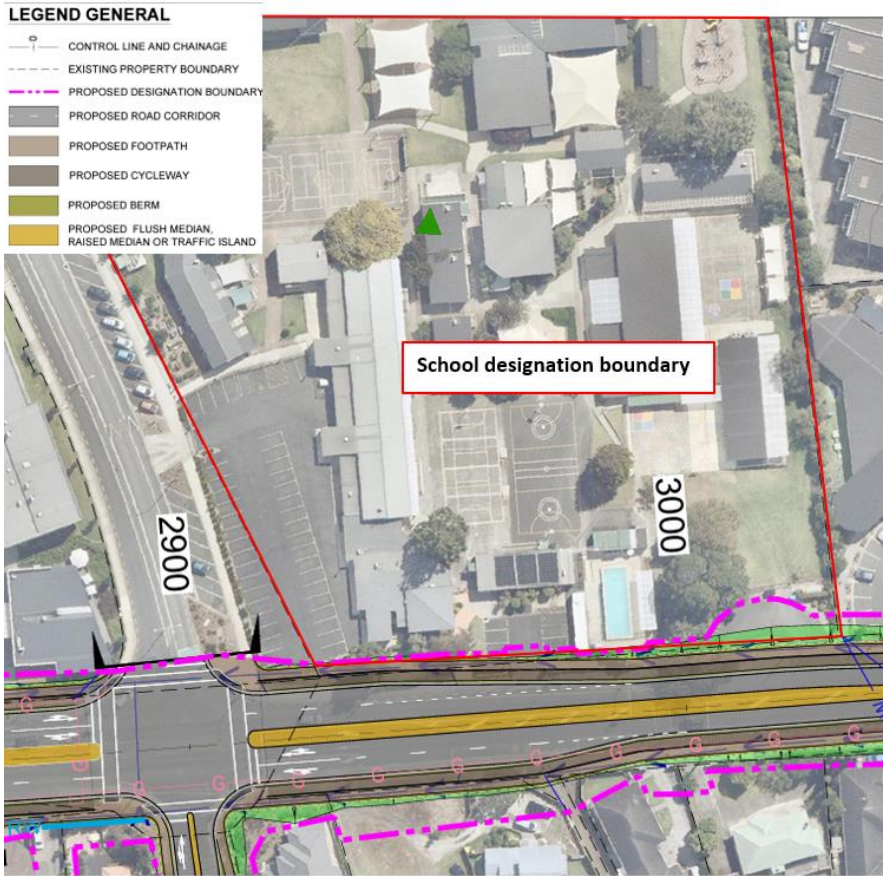 LEGEND GENERAL
CONTROL LINE AND CHAINAGE
EXISTING PROPERTY BOUNDARY
PROPOSED DESIGNATION BOUNDARY
PROPOSED ROAD CORRIDOR
PROPOSED FOOTPATH
PROPOSED CYCLEWAY
PROPOSED BERM
PROPOSED FLUSH MEDIAN,
RAISED MEDIAN OR TRAFFIC ISLAND
School designation boundary
2900
3000
G
G
G
G
G
G
G
G
G
G
G